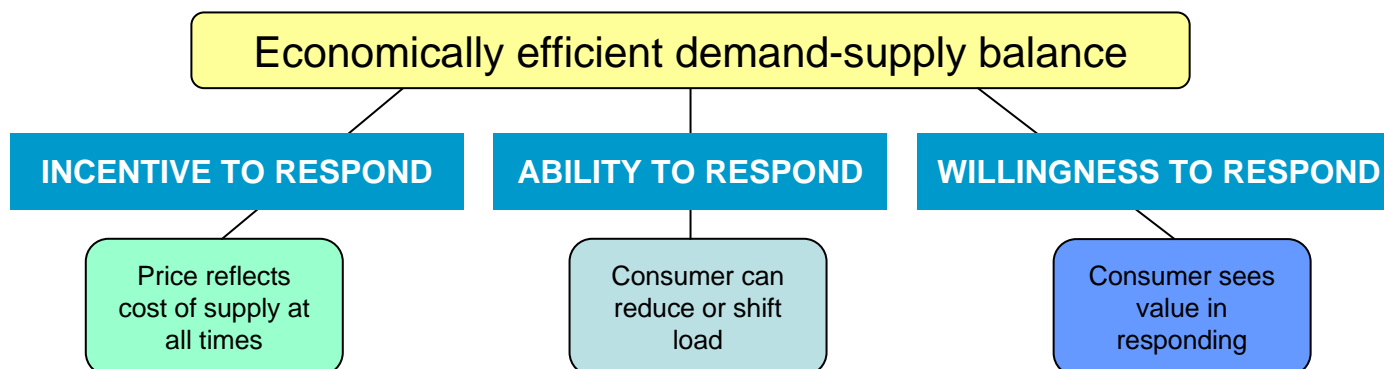 Economically efficient demand-supply balance
INCENTIVE TO RESPOND
ABILITY TO RESPOND
WILLINGNESS TO RESPOND
Price reflects
cost of supply at
all times
Consumer can
reduce or shift
load
Consumer sees
value in
responding